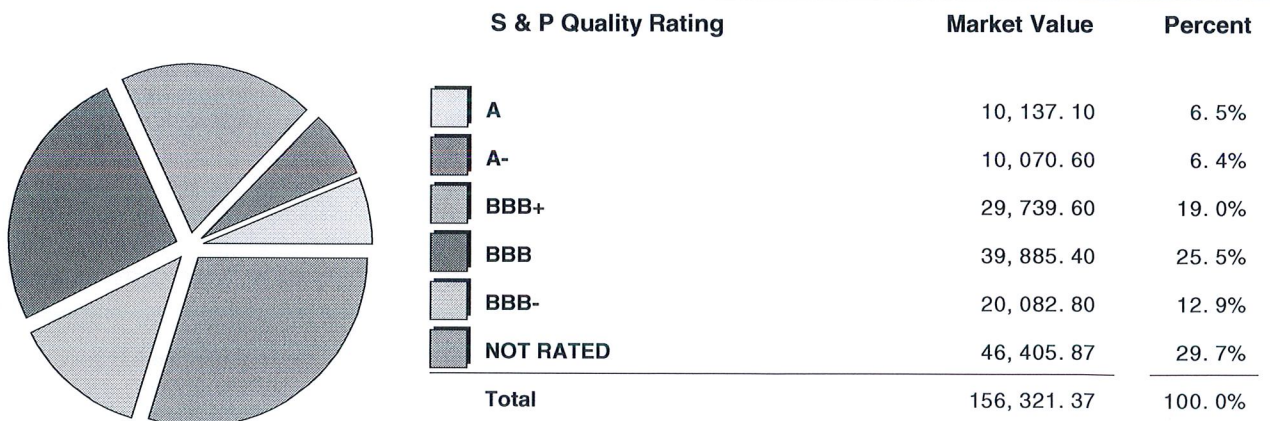 S & P Quality Rating Market Value Percent
A 10, 137. 10 6. 5%
A- 10, 070. 60 6. 4%
BBB+ 29, 739. 60 19. 0%
BBB 39, 885. 40 25. 5%
BBB- 20, 082. 80 12. 9%
NOT RATED 46, 405. 87 29. 7%
Total 156, 321. 37 100. 0%